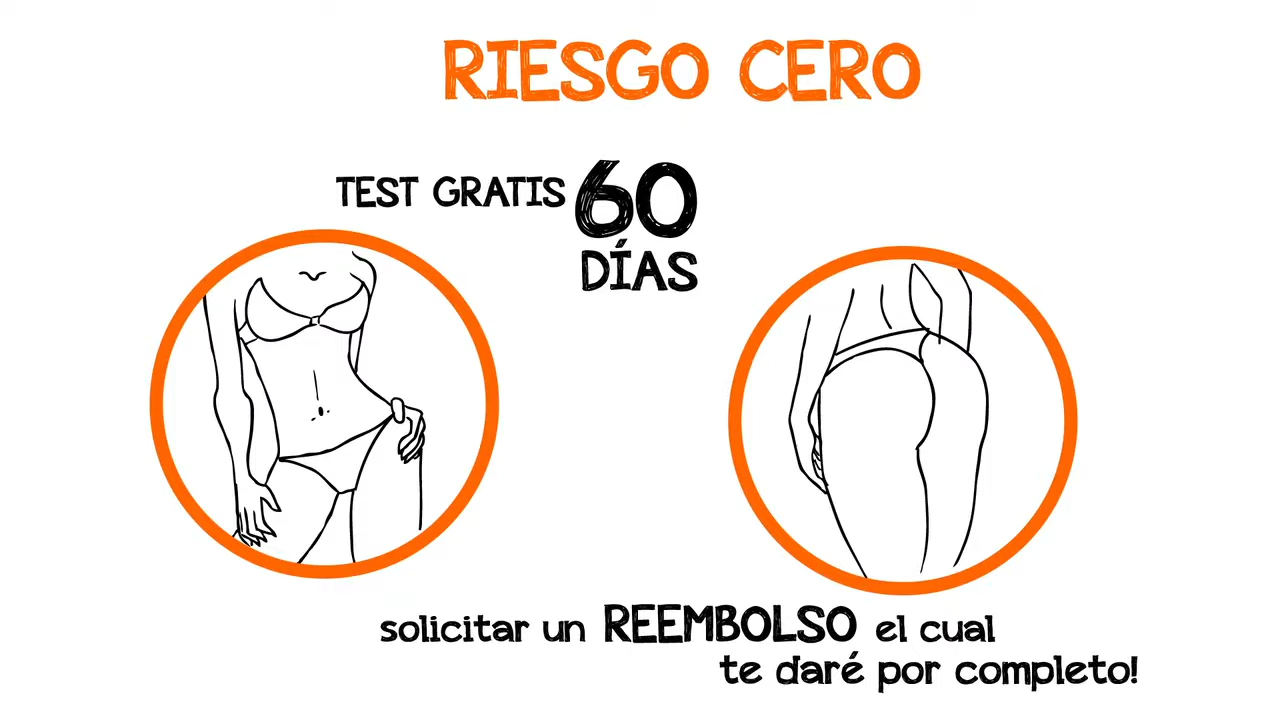 RIESGO CERO
TEST GRATIS 60
DÍAS
solicitar un REEMBOLSO el cual
te daré por completo!